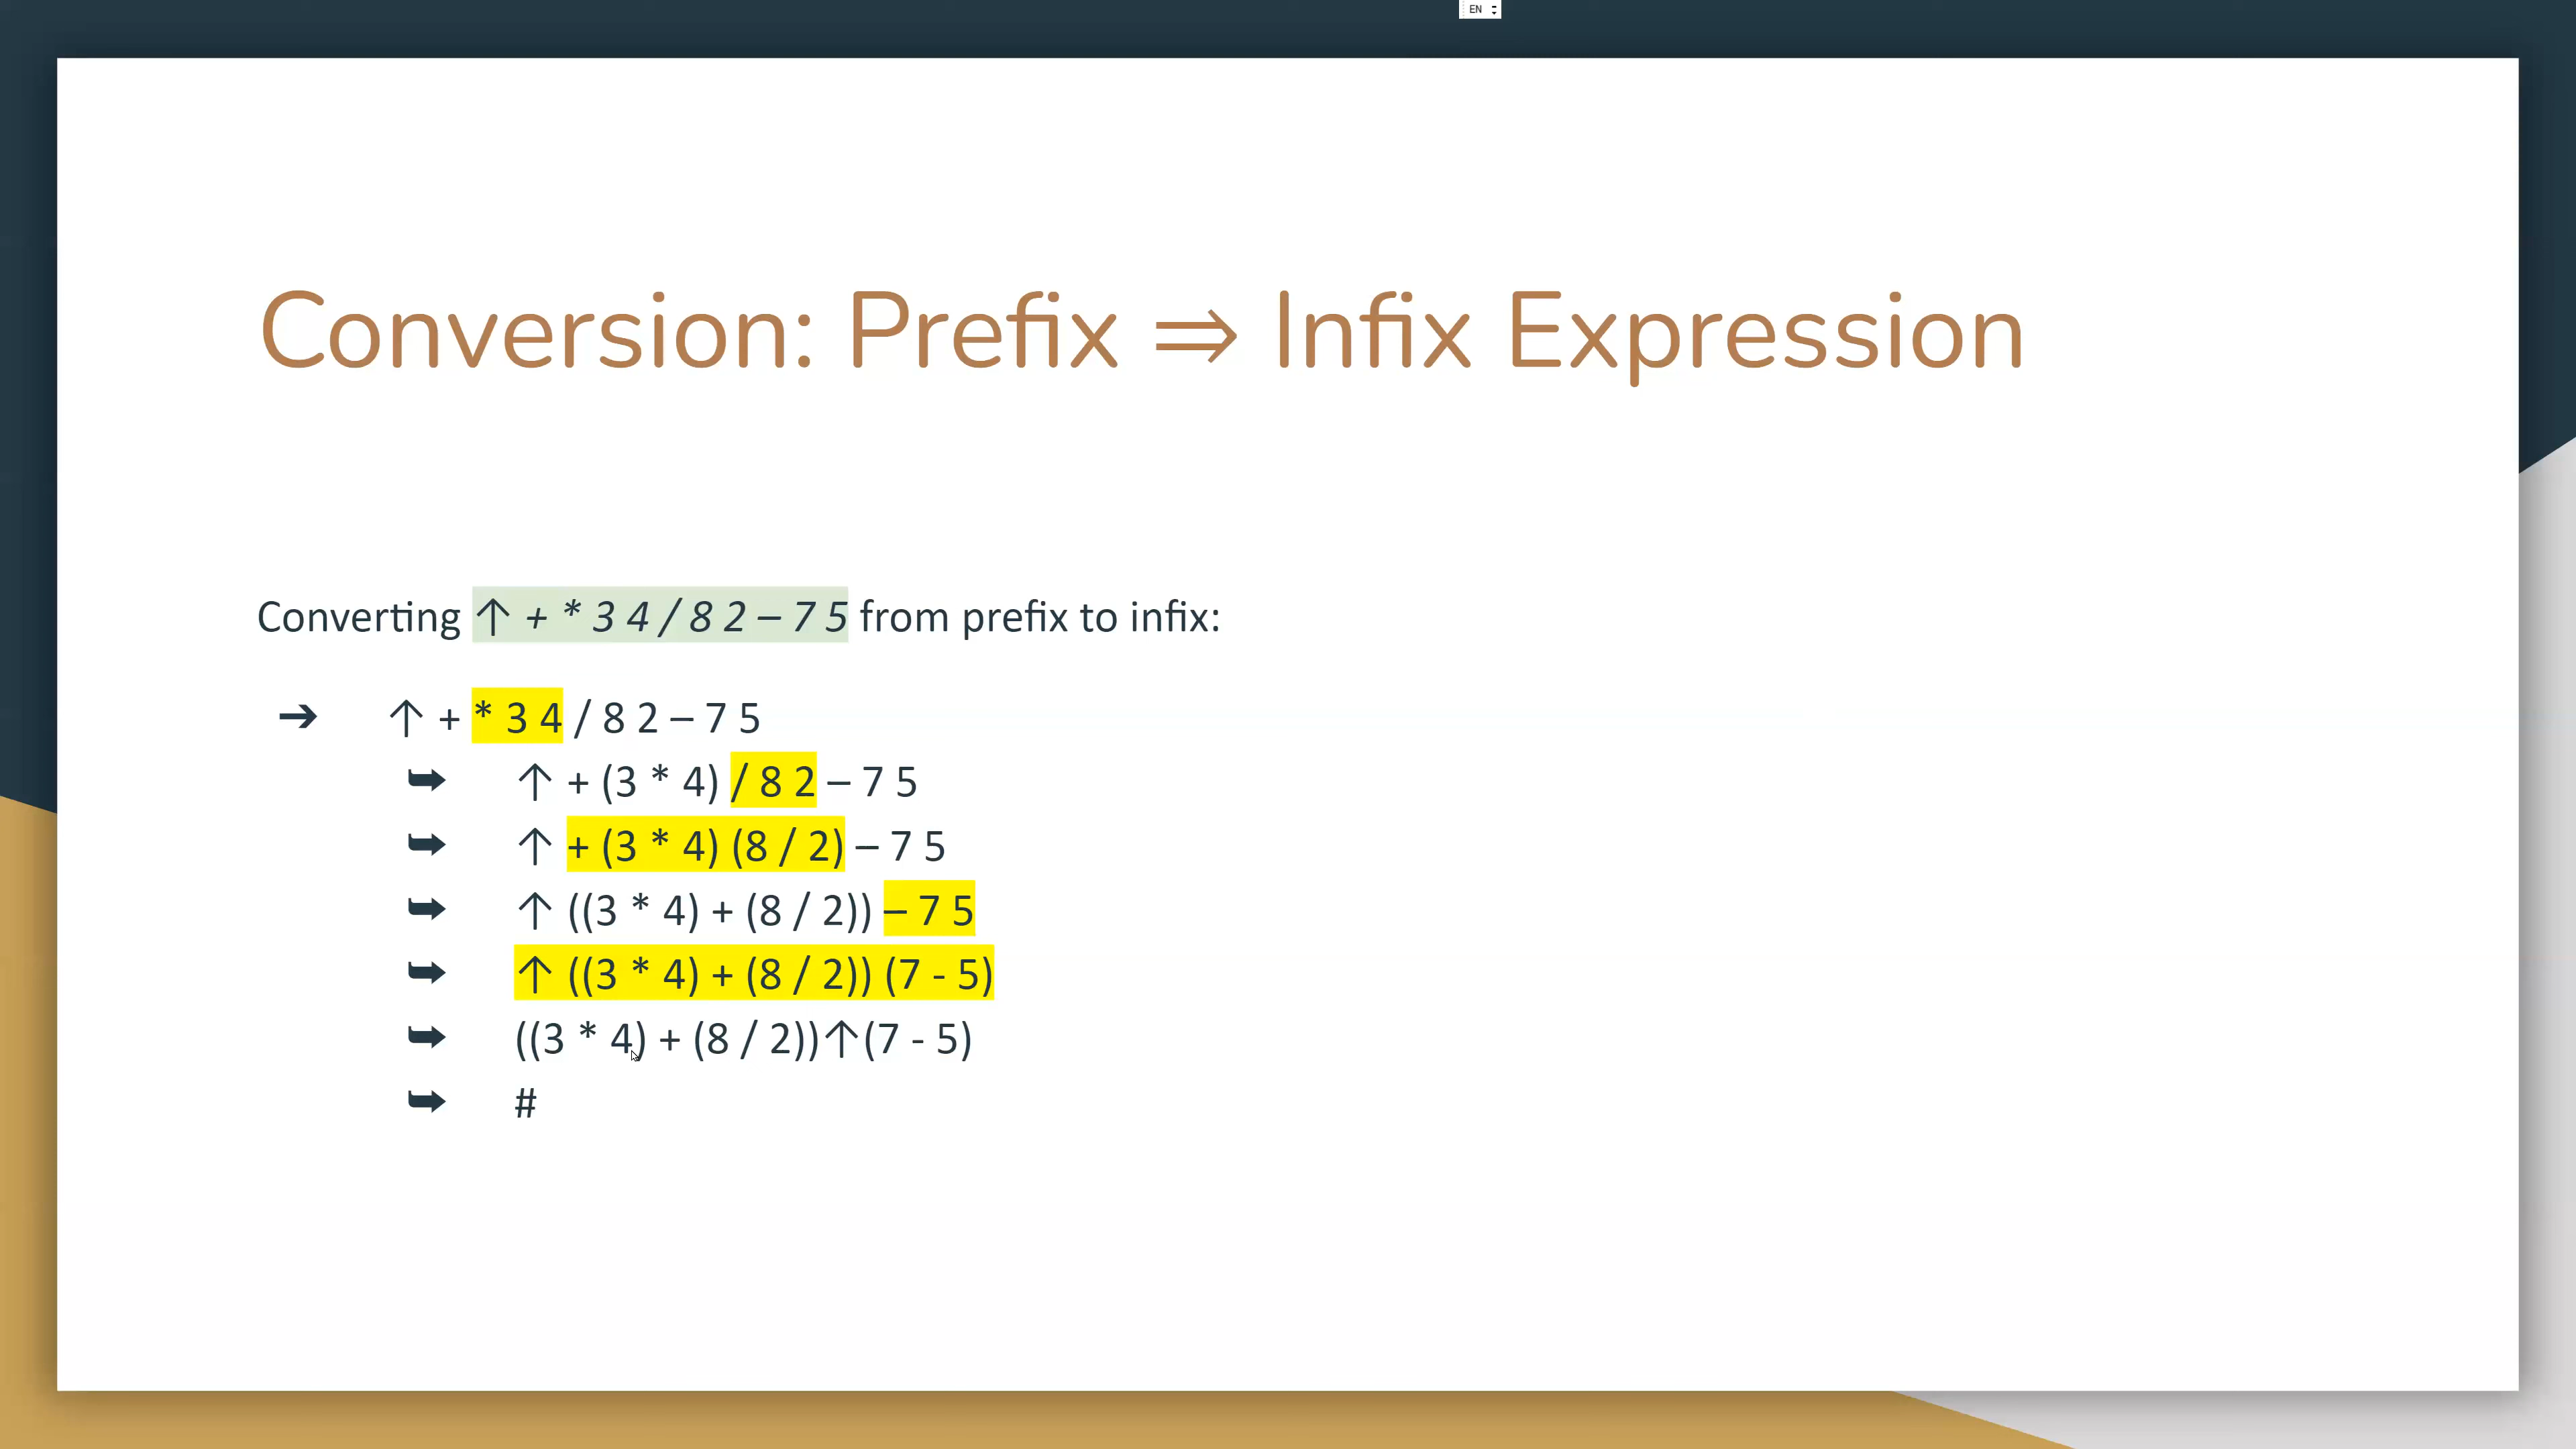 EN
Conversion: Prefix ⇒ Infix Expression
Converting ↑ + * 3 4 / 8 2 – 7 5 from prefix to infix:
➔ ↑ + * 3 4 / 8 2 – 7 5
➥ ↑ + (3 * 4) / 8 2 – 7 5
➥ ↑ + (3 * 4) (8 / 2) – 7 5
➥ ↑ ((3 * 4) + (8 / 2)) – 7 5
➥ ↑ ((3 * 4) + (8 / 2)) (7 - 5)
➥ ((3 * 4) + (8 / 2))↑(7 - 5)
➥ #